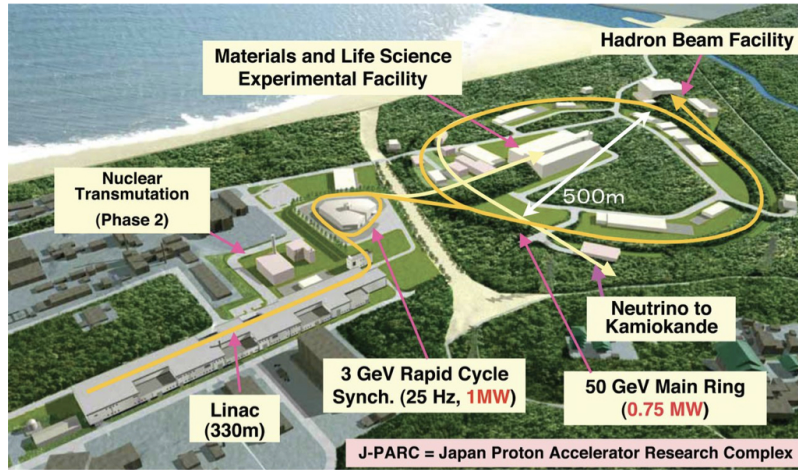 Hadron Beam Facility
Materials and Life Science
Experimental Facility
Nuclear
Transmutation
(Phase 2)
500m
Neutrino to
Kamiokande
3 GeV Rapid Cycle
Synch. (25 Hz, 1MW)
50 GeV Main Ring
(0.75 MW)
Linac
(330m)
J-PARC = Japan Proton Accelerator Research Complex